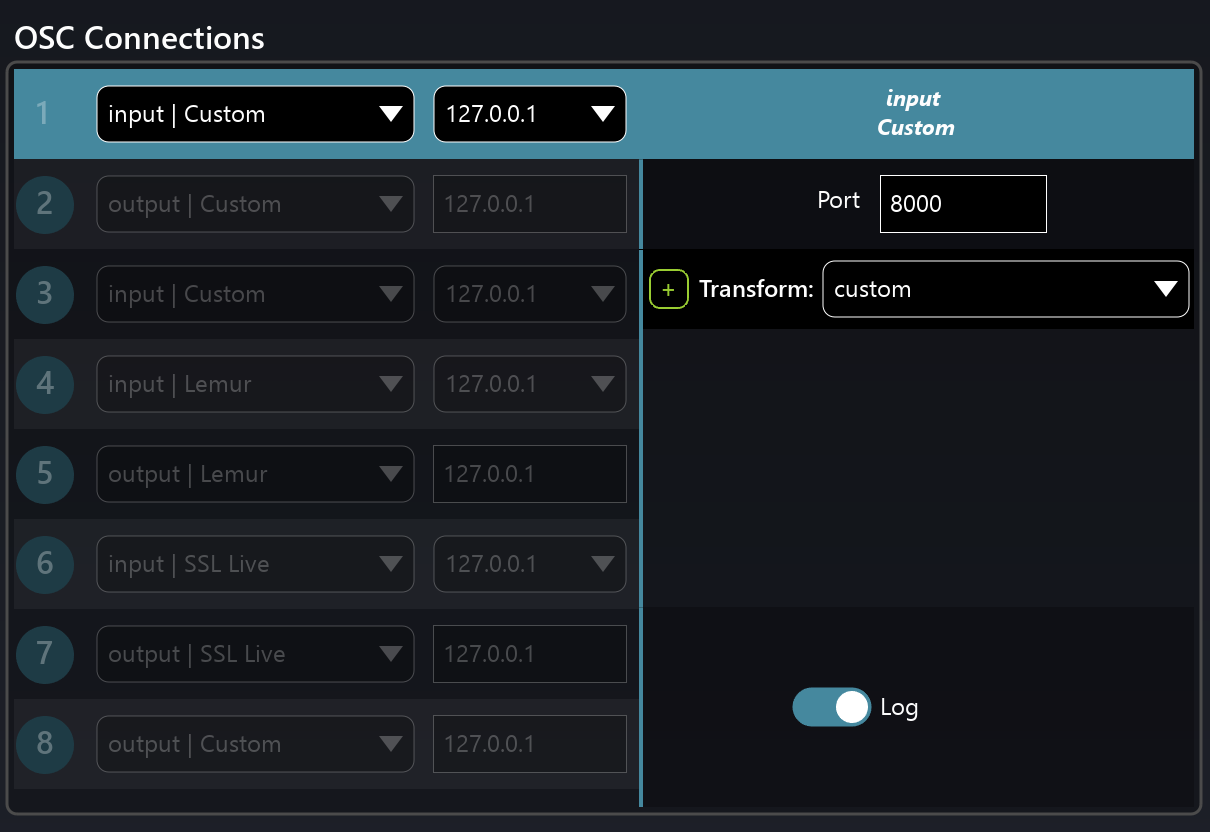 OSC Connections
1 input | Custom 127.0.0.1
input
Custom
2 output | Custom 127.0.0.1
Port 8000
3 input | Custom 127.0.0.1
+ Transform: custom
4 input | Lemur 127.0.0.1
5 output | Lemur 127.0.0.1
6 input | SSL Live 127.0.0.1
7 output | SSL Live 127.0.0.1
Log
8 output | Custom 127.0.0.1